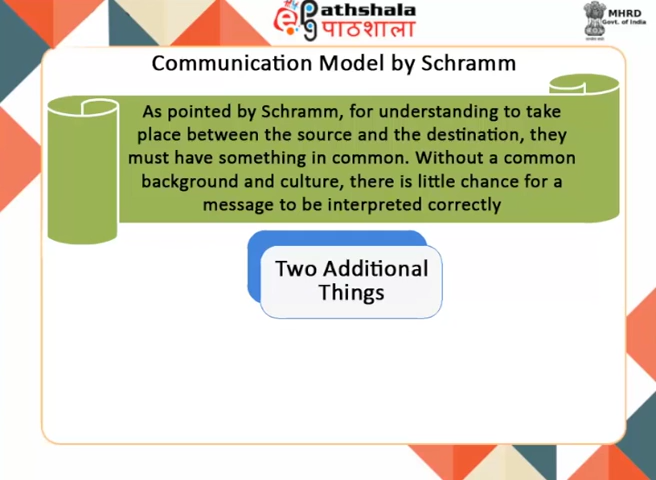 ePathshala
पाठशाला
MHRD
Govt. of India
Communication Model by Schramm
As pointed by Schramm, for understanding to take
place between the source and the destination, they
must have something in common. Without a common
background and culture, there is little chance for a
message to be interpreted correctly
Two Additional
Things